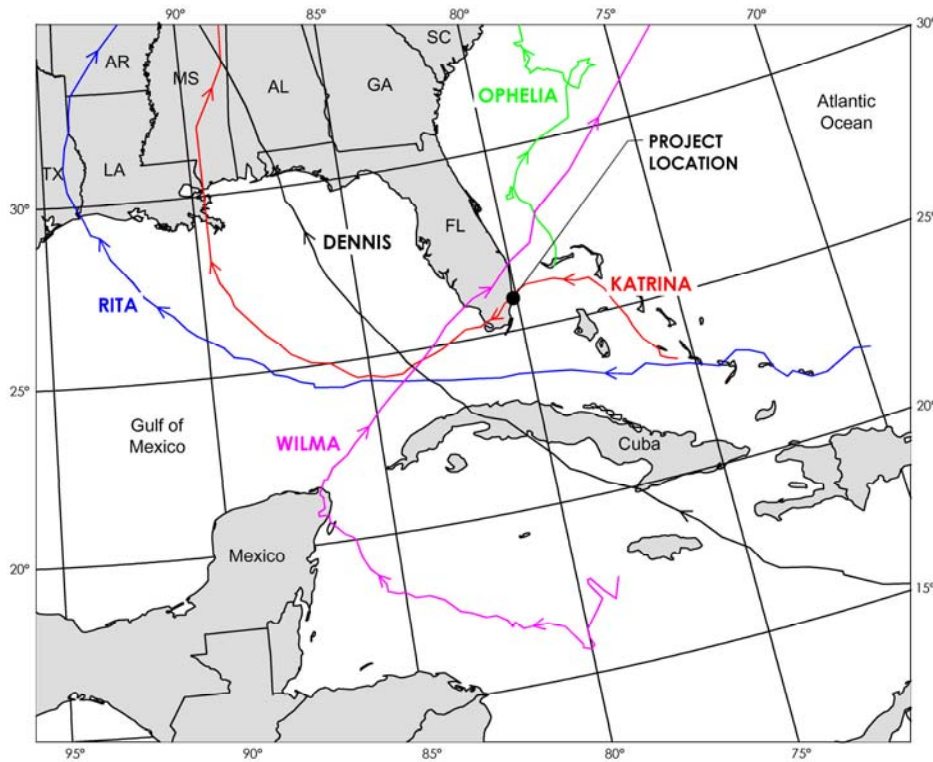 90°
85°
80°
75°
70°
30°
SC
AR
MS
AL
GA
OPHELIA
Atlantic
Ocean
PROJECT
LOCATION
TX
LA
30°
25°
FL
DENNIS
RITA
KATRINA
25°
20°
Gulf of
Mexico
WILMA
Cuba
Mexico
20°
15°
95°
90°
85°
80°
75°